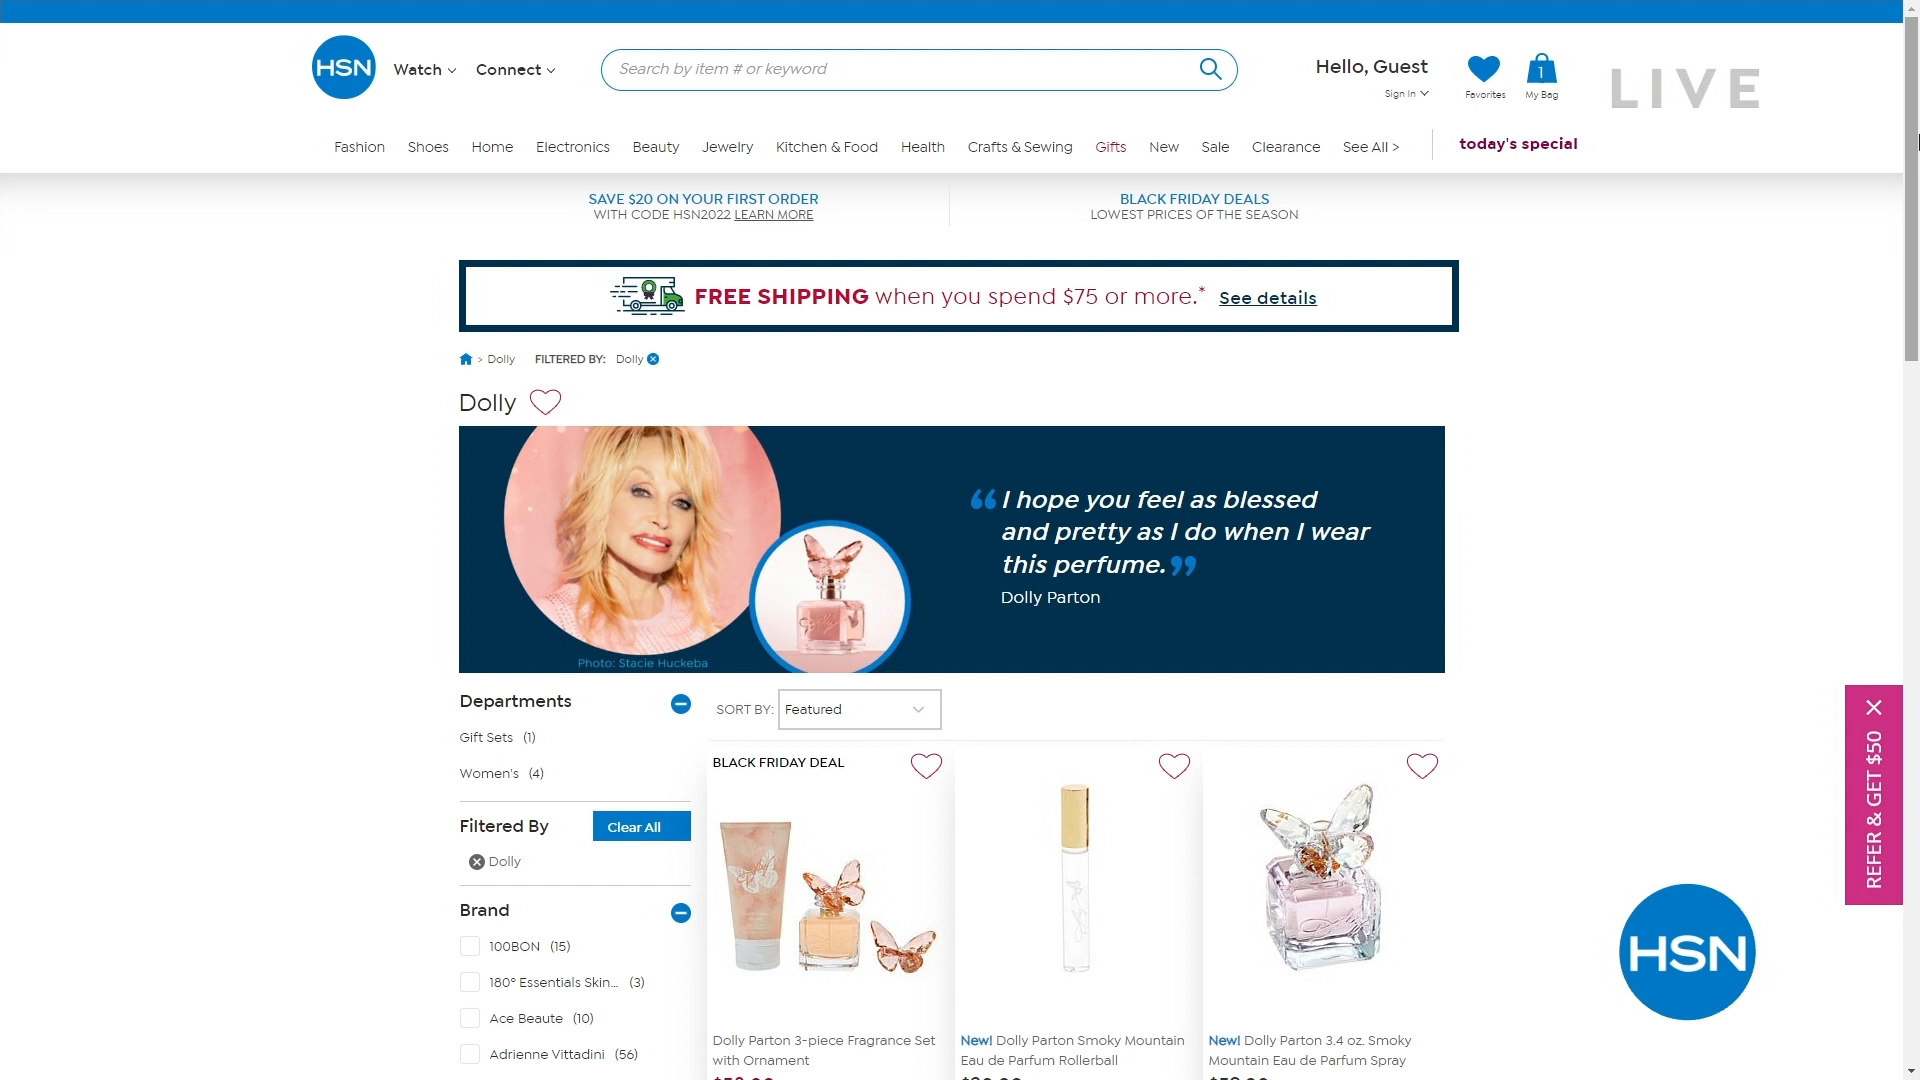 HSN
Watch
Connect
Search by item # or keyword
Hello, Guest
Sign In
Favorites
1
My Bag
LIVE
Fashion
Shoes
Home
Electronics
Beauty
Jewelry
Kitchen & Food
Health
Crafts & Sewing
Gifts
New
Sale
Clearance
See All >
today's special
SAVE $20 ON YOUR FIRST ORDER
WITH CODE HSN2022 LEARN MORE
BLACK FRIDAY DEALS
LOWEST PRICES OF THE SEASON
FREE SHIPPING when you spend $75 or more.* See details
> Dolly FILTERED BY: Dolly
Dolly
“ I hope you feel as blessed
and pretty as I do when I wear
this perfume. ”
Dolly Parton
Dolly
Photo: Stacie Huckeba
Departments
Gift Sets (1)
Women's (4)
Filtered By
Clear All
Dolly
Brand
100BON (15)
180° Essentials Skin... (3)
Ace Beaute (10)
Adrienne Vittadini (56)
SORT BY: Featured
BLACK FRIDAY DEAL
Dolly Parton 3-piece Fragrance Set
with Ornament
New! Dolly Parton Smoky Mountain
Eau de Parfum Rollerball
New! Dolly Parton 3.4 oz. Smoky
Mountain Eau de Parfum Spray
REFER & GET $50
HSN